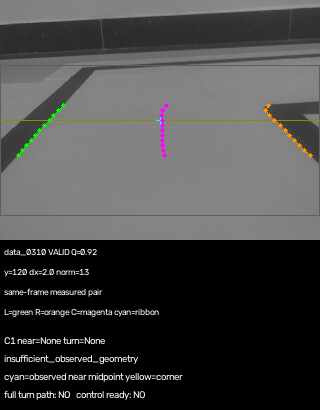 data_0310 VALID Q=0.92
y=120 dx=2.0 norm=13
same-frame measured pair
L=green R=orange C=magenta cyan=ribbon
C1 near=None turn=None
insufficient_observed_geometry
cyan=observed near midpoint yellow=corner
full turn path: NO control ready: NO